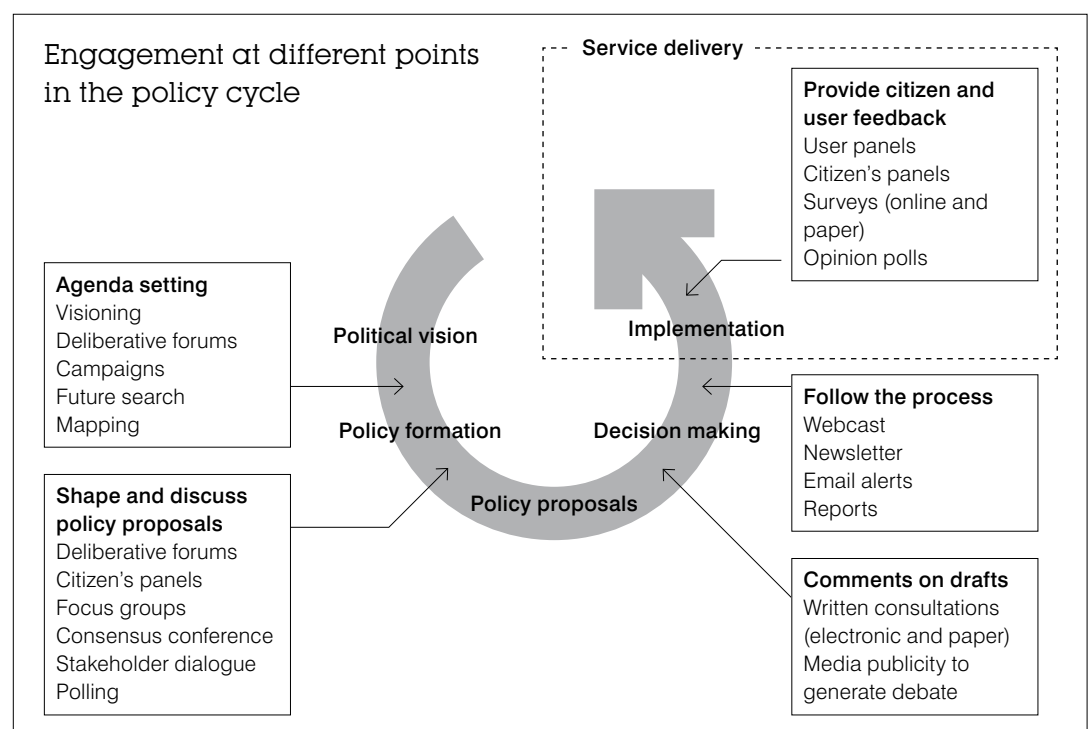 Engagement at different points
in the policy cycle
Service delivery
Provide citizen and
user feedback
User panels
Citizen's panels
Surveys (online and
paper)
Opinion polls
Agenda setting
Visioning
Deliberative forums
Campaigns
Future search
Mapping
Political vision
Implementation
Policy formation
Decision making
Policy proposals
Follow the process
Webcast
Newsletter
Email alerts
Reports
Shape and discuss
policy proposals
Deliberative forums
Citizen's panels
Focus groups
Consensus conference
Stakeholder dialogue
Polling
Comments on drafts
Written consultations
(electronic and paper)
Media publicity to
generate debate